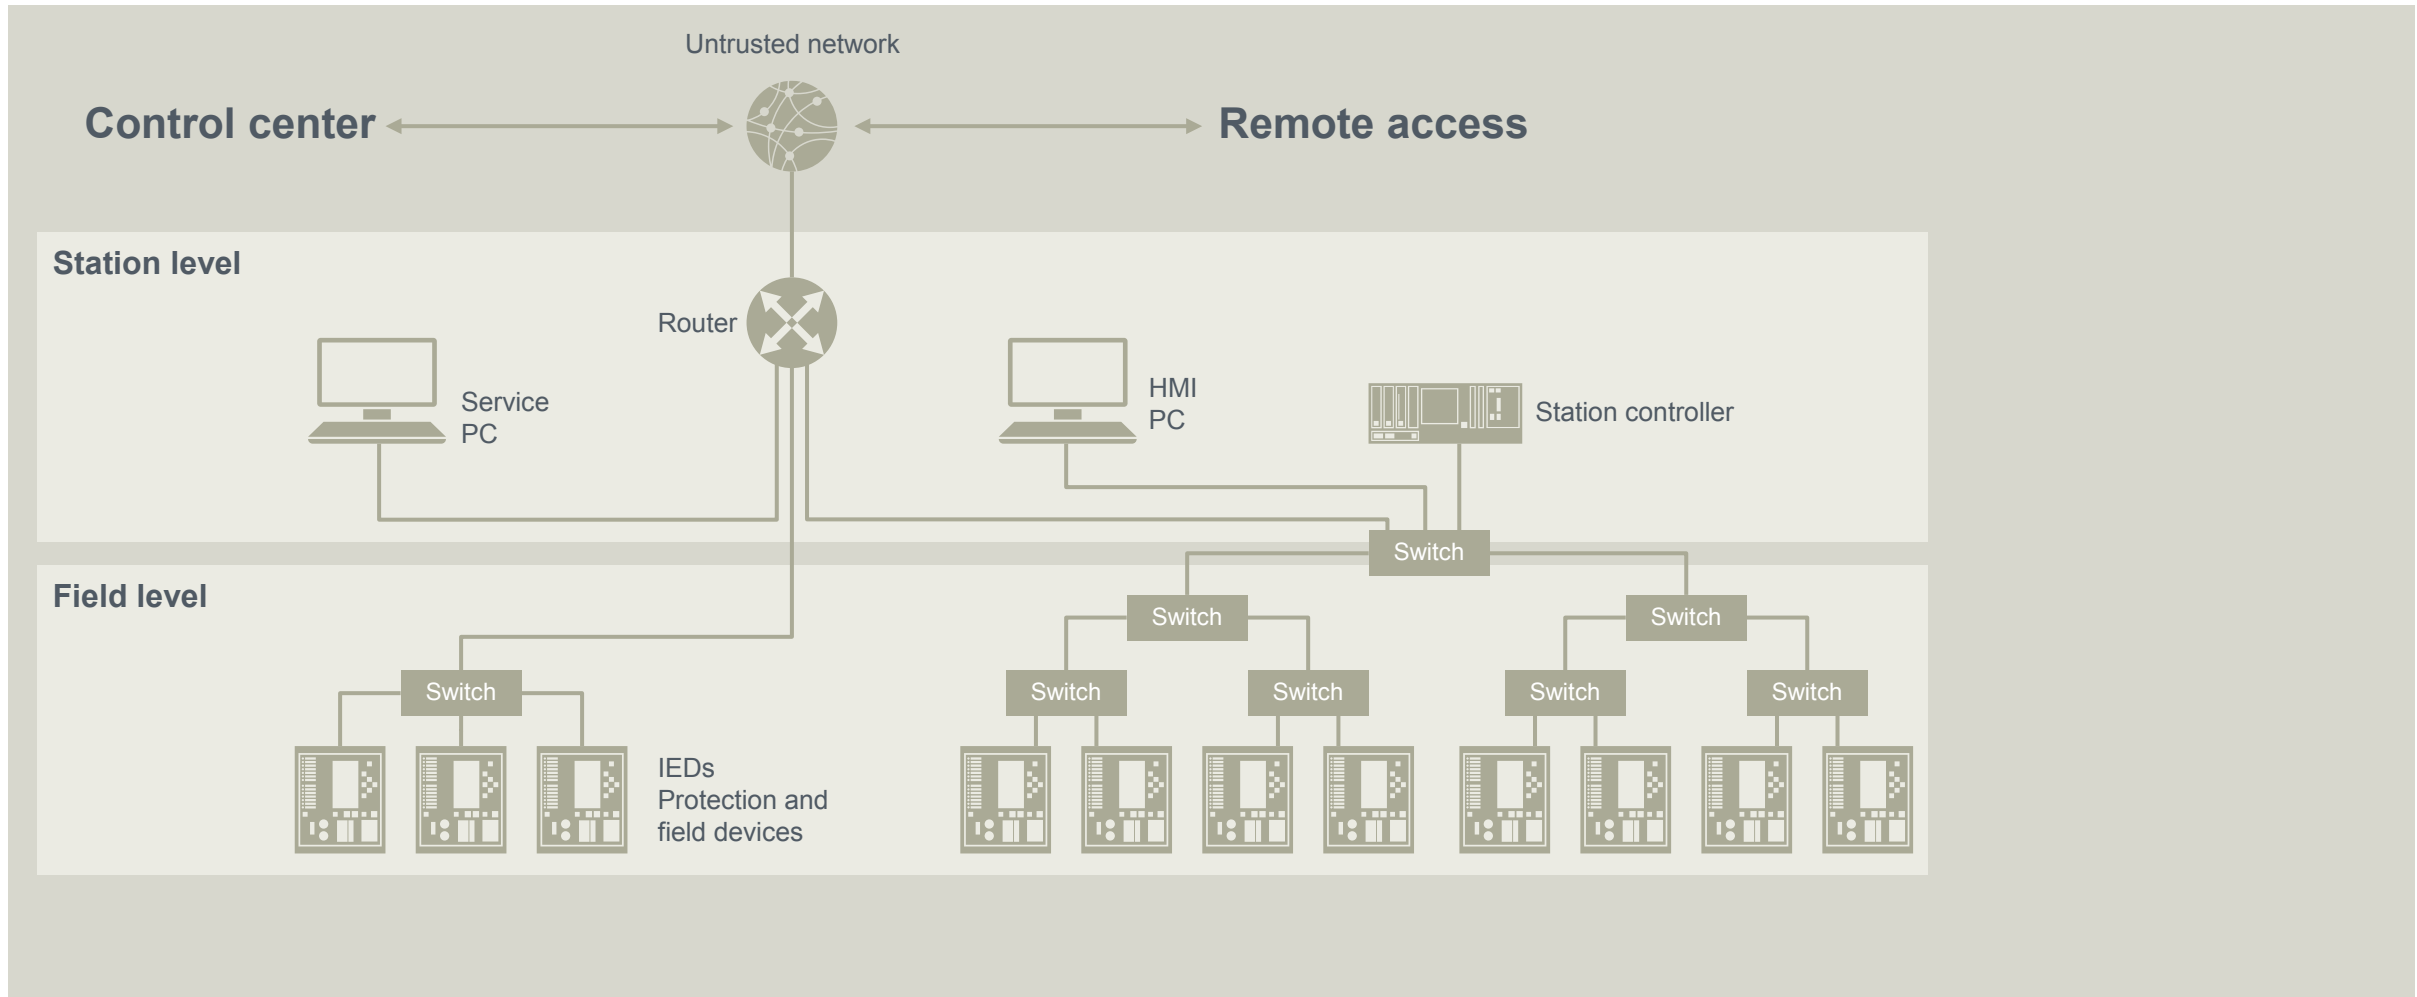 Untrusted network
Control center
Remote access
Station level
Router
Service
PC
HMI
PC
Station controller
Switch
Field level
Switch
Switch
Switch
Switch
Switch
Switch
Switch
IEDs
Protection and
field devices